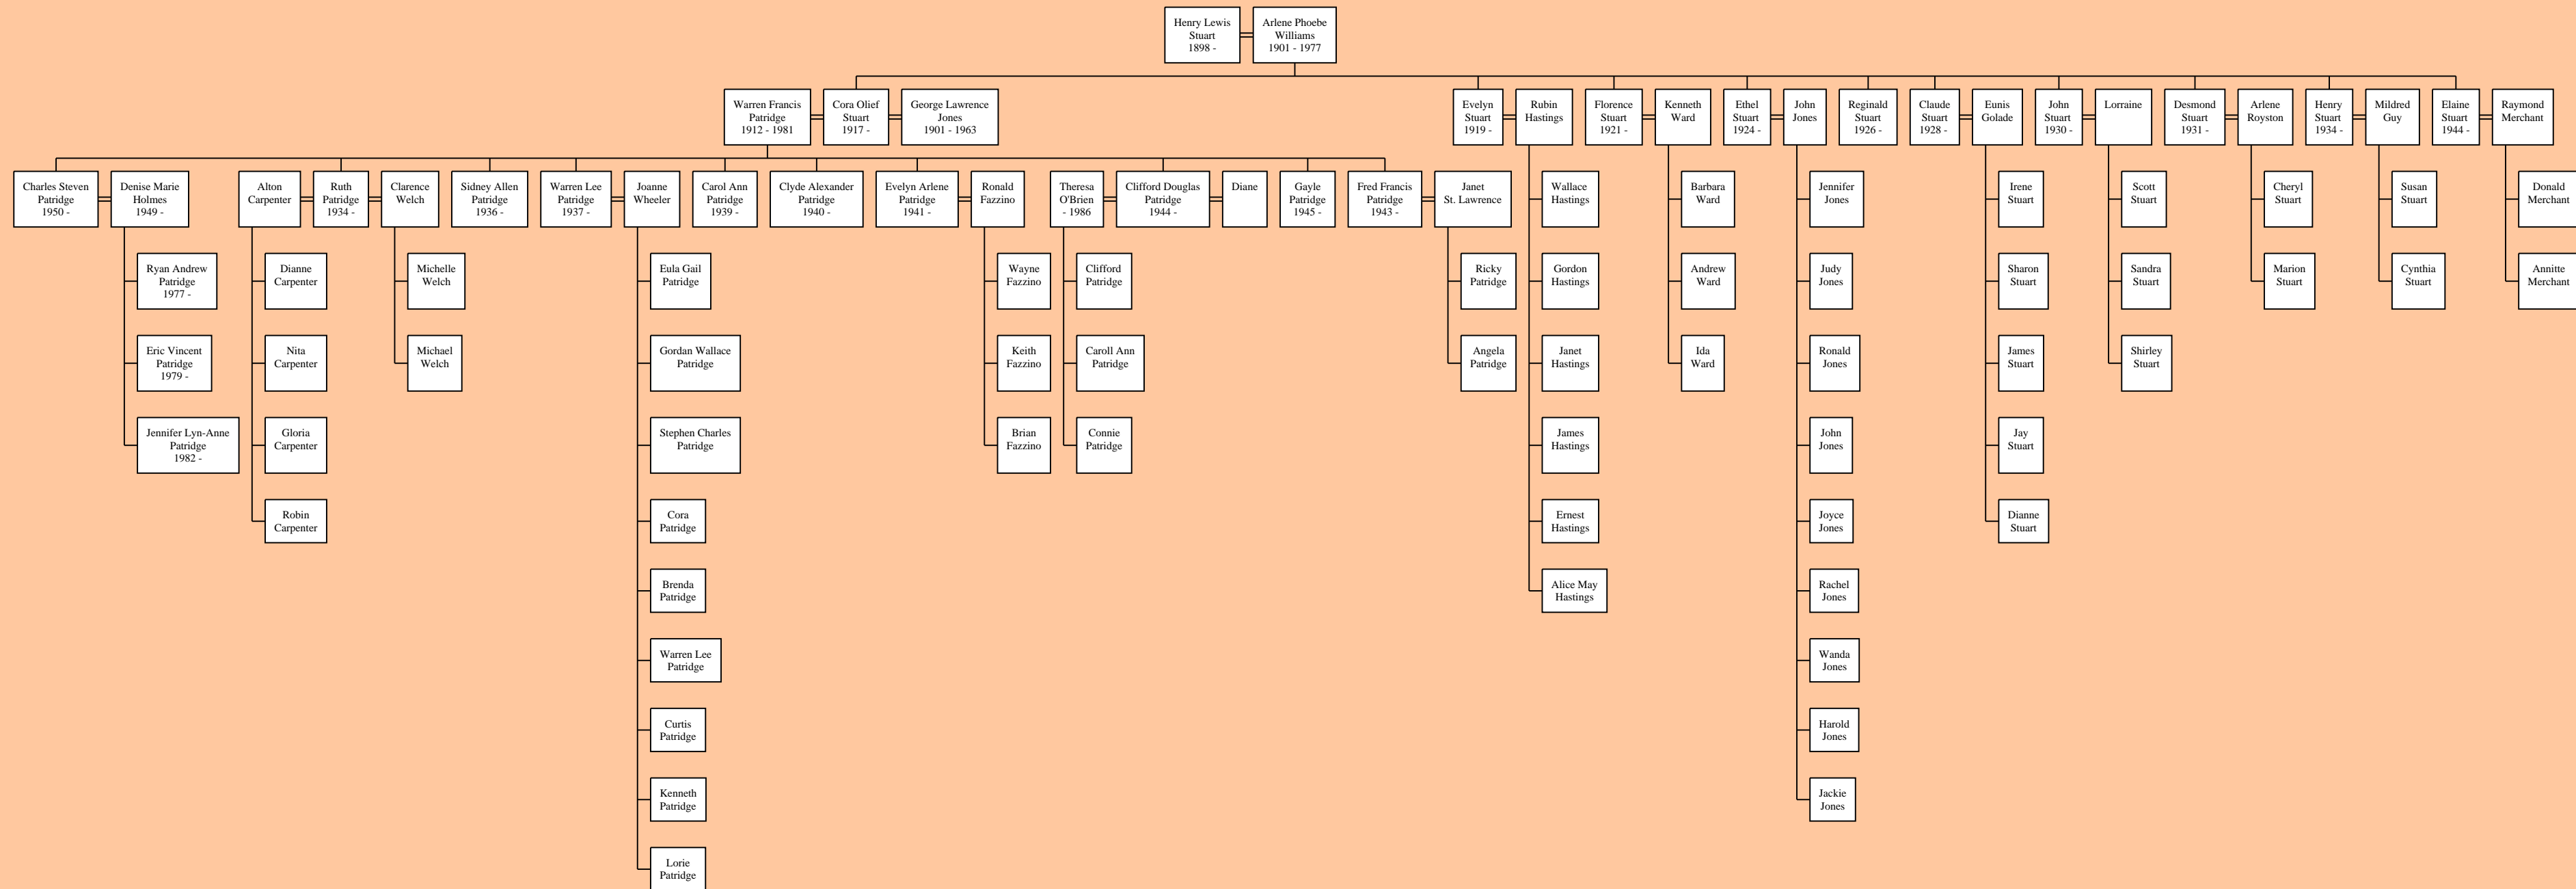 Henry Lewis
Stuart
1898 -
Arlene Phoebe
Williams
1901 - 1977
Warren Francis
Patridge
1912 - 1981
Cora Olief
Stuart
1917 -
George Lawrence
Jones
1901 - 1963
Evelyn
Stuart
1919 -
Rubin
Hastings
Florence
Stuart
1921 -
Kenneth
Ward
Ethel
Stuart
1924 -
John
Jones
Reginald
Stuart
1926 -
Claude
Stuart
1928 -
Eunis
Golade
John
Stuart
1930 -
Lorraine
Desmond
Stuart
1931 -
Arlene
Royston
Henry
Stuart
1934 -
Mildred
Guy
Elaine
Stuart
1944 -
Raymond
Merchant
Charles Steven
Patridge
1950 -
Denise Marie
Holmes
1949 -
Alton
Carpenter
Ruth
Patridge
1934 -
Clarence
Welch
Sidney Allen
Patridge
1936 -
Warren Lee
Patridge
1937 -
Joanne
Wheeler
Carol Ann
Patridge
1939 -
Clyde Alexander
Patridge
1940 -
Evelyn Arlene
Patridge
1941 -
Ronald
Fazzino
Theresa
O'Brien
- 1986
Clifford Douglas
Patridge
1944 -
Diane
Gayle
Patridge
1945 -
Fred Francis
Patridge
1943 -
Janet
St. Lawrence
Wallace
Hastings
Barbara
Ward
Jennifer
Jones
Irene
Stuart
Scott
Stuart
Cheryl
Stuart
Susan
Stuart
Donald
Merchant
Ryan Andrew
Patridge
1977 -
Dianne
Carpenter
Michelle
Welch
Eula Gail
Patridge
Wayne
Fazzino
Clifford
Patridge
Ricky
Patridge
Gordon
Hastings
Andrew
Ward
Judy
Jones
Sharon
Stuart
Sandra
Stuart
Marion
Stuart
Cynthia
Stuart
Annitte
Merchant
Eric Vincent
Patridge
1979 -
Nita
Carpenter
Michael
Welch
Gordan Wallace
Patridge
Keith
Fazzino
Caroll Ann
Patridge
Angela
Patridge
Janet
Hastings
Ida
Ward
Ronald
Jones
James
Stuart
Shirley
Stuart
Jennifer Lyn-Anne
Patridge
1982 -
Gloria
Carpenter
Stephen Charles
Patridge
Brian
Fazzino
Connie
Patridge
James
Hastings
John
Jones
Jay
Stuart
Robin
Carpenter
Cora
Patridge
Ernest
Hastings
Joyce
Jones
Dianne
Stuart
Brenda
Patridge
Alice May
Hastings
Rachel
Jones
Warren Lee
Patridge
Wanda
Jones
Curtis
Patridge
Harold
Jones
Kenneth
Patridge
Jackie
Jones
Lorie
Patridge